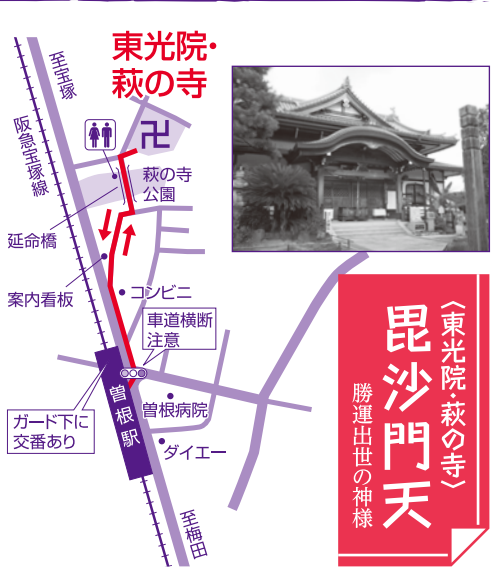 東光院・
萩の寺
至宝塚
阪急宝塚線
卍
萩の寺
公園
延命橋
案内看板
コンビニ
車道横断
注意
曽根駅
曽根病院
ガード下に
交番あり
ダイエー
至梅田
〈東光院・萩の寺〉
毘沙門天
勝運出世の神様